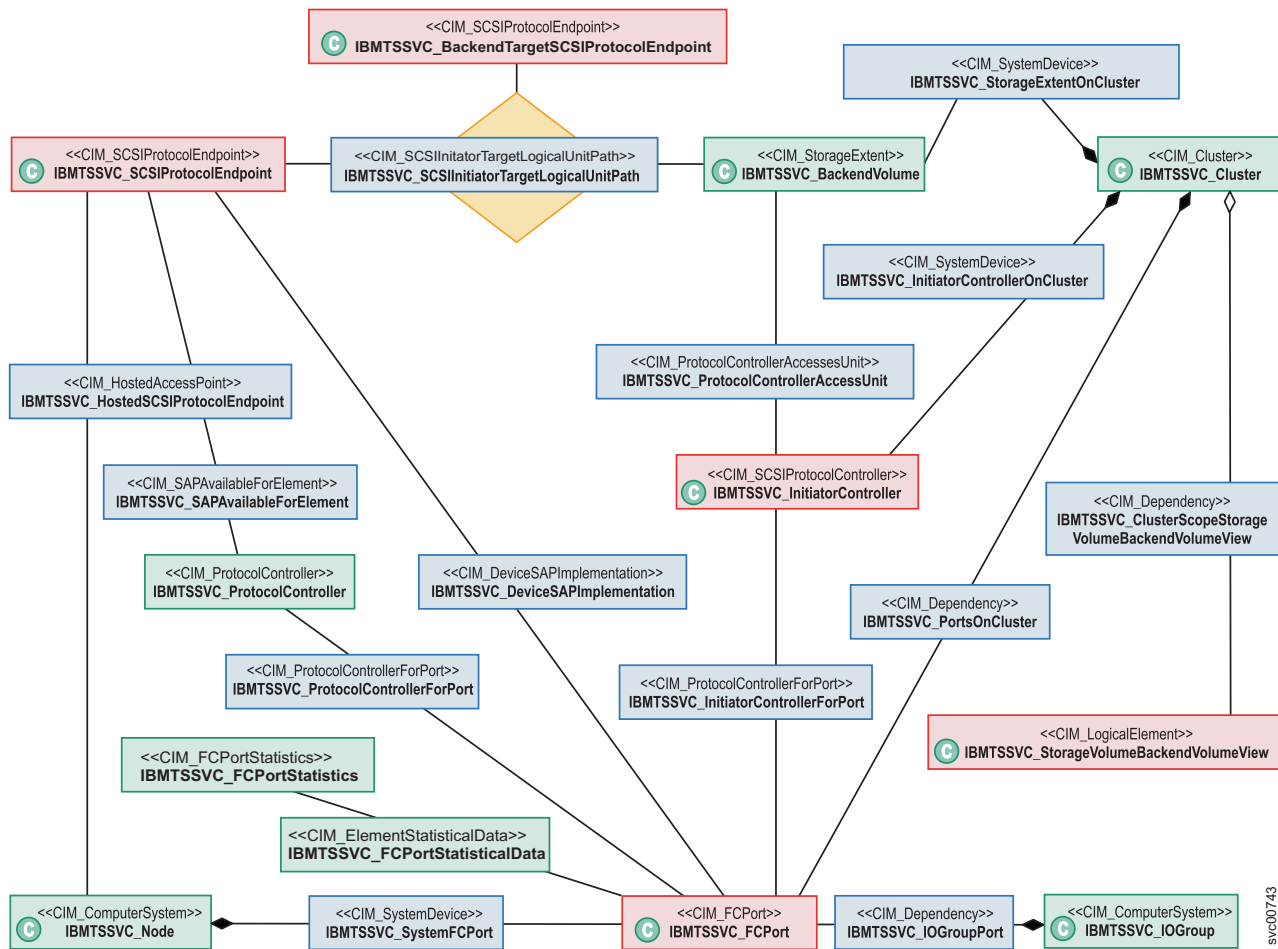 <<CIM_SCSIProtocolEndpoint>>
C
IBMTSSVC_BackendTargetSCSIProtocolEndpoint
<<CIM_SystemDevice>>
IBMTSSVC_StorageExtentOnCluster
<<CIM_SCSIProtocolEndpoint>>
C
IBMTSSVC_SCSIProtocolEndpoint
<<CIM_SCSIInitatorTargetLogicalUnitPath>>
IBMTSSVC_SCSIInitiatorTargetLogicalUnitPath
<<CIM_StorageExtent>>
C
IBMTSSVC_BackendVolume
<<CIM_Cluster>>
C
IBMTSSVC_Cluster
<<CIM_SystemDevice>>
IBMTSSVC_InitiatorControllerOnCluster
<<CIM_ProtocolControllerAccessesUnit>>
IBMTSSVC_ProtocolControllerAccessUnit
<<CIM_HostedAccessPoint>>
IBMTSSVC_HostedSCSIProtocolEndpoint
<<CIM_SAPAvailableForElement>>
IBMTSSVC_SAPAvailableForElement
<<CIM_SCSIProtocolController>>
C
IBMTSSVC_InitiatorController
<<CIM_Dependency>>
IBMTSSVC_ClusterScopeStorage
VolumeBackendVolumeView
<<CIM_ProtocolController>>
IBMTSSVC_ProtocolController
<<CIM_DeviceSAPImplementation>>
IBMTSSVC_DeviceSAPImplementation
<<CIM_Dependency>>
IBMTSSVC_PortsOnCluster
<<CIM_ProtocolControllerForPort>>
IBMTSSVC_ProtocolControllerForPort
<<CIM_ProtocolControllerForPort>>
IBMTSSVC_InitiatorControllerForPort
<<CIM_LogicalElement>>
C
IBMTSSVC_StorageVolumeBackendVolumeView
<<CIM_FCPortStatistics>>
IBMTSSVC_FCPortStatistics
<<CIM_ElementStatisticalData>>
IBMTSSVC_FCPortStatisticalData
<<CIM_ComputerSystem>>
C
IBMTSSVC_Node
<<CIM_SystemDevice>>
IBMTSSVC_SystemFCPort
<<CIM_FCPort>>
C
IBMTSSVC_FCPort
<<CIM_Dependency>>
IBMTSSVC_IOGroupPort
<<CIM_ComputerSystem>>
C
IBMTSSVC_IOGroup
svc00743